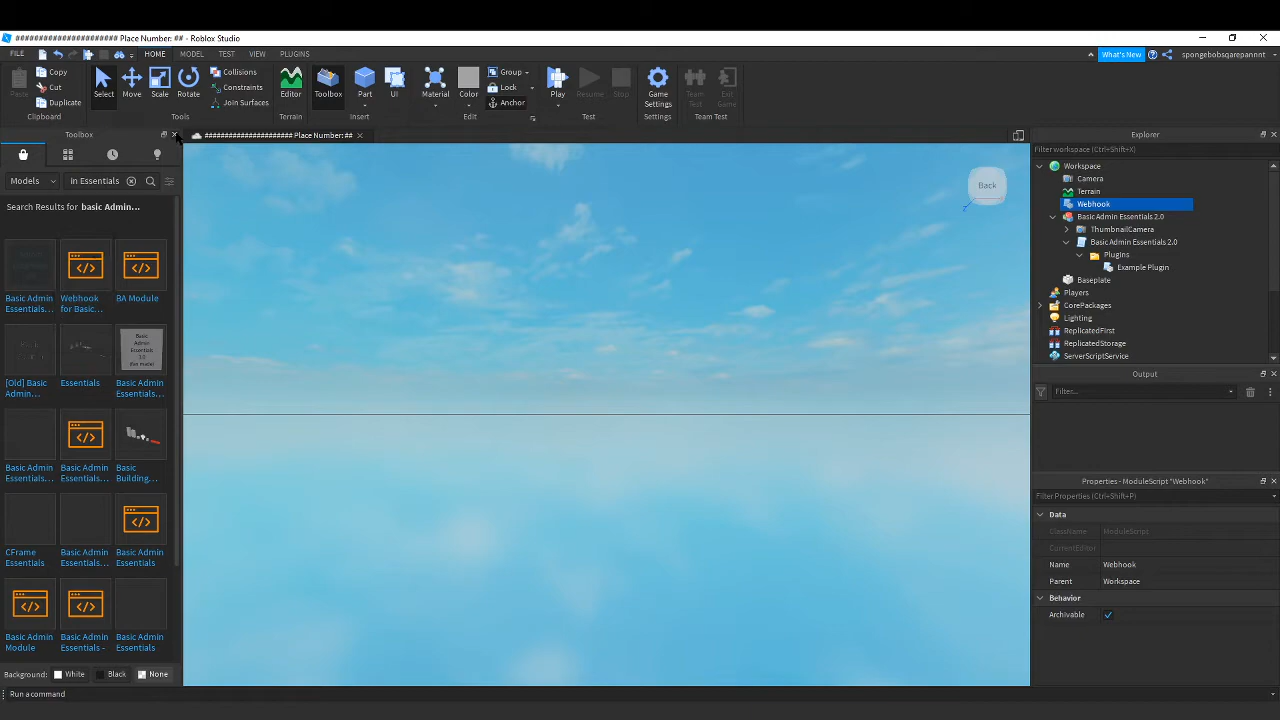 ###################### Place Number: ## - Roblox Studio
FILE HOME MODEL TEST VIEW PLUGINS What's New spongebobsqarepannnt
Paste Copy Cut Duplicate Clipboard
Select Move Scale Rotate Collisions Constraints Join Surfaces Tools
Editor Terrain
Toolbox Part UI Insert
Material Color Group Lock Anchor Edit
Play Resume Stop Test
Game Settings Settings
Team Test Exit Game Team Test
Toolbox
###################### Place Number: ##
Models in Essentials
Search Results for basic Admin...
Basic Admin Essentials...
Webhook for Basic...
BA Module
[Old] Basic Admin...
Essentials
Basic Admin Essentials 2.0
Basic Admin Essentials...
Basic Admin Essentials...
Basic Admin Essentials...
Basic Building...
CFrame Essentials
Basic Admin Essentials...
Basic Admin Essentials
Basic Admin Module
Basic Admin Essentials -
Basic Admin Essentials
Background: White Black None
Run a command
Back
Z
Explorer
Filter workspace (Ctrl+Shift+X)
Workspace
Camera
Terrain
Webhook
Basic Admin Essentials 2.0
ThumbnailCamera
Basic Admin Essentials 2.0
Plugins
Example Plugin
Baseplate
Players
CorePackages
Lighting
ReplicatedFirst
ReplicatedStorage
ServerScriptService
Output
Filter...
Properties - ModuleScript "Webhook"
Filter Properties (Ctrl+Shift+P)
Data
ClassName ModuleScript
CurrentEditor
Name Webhook
Parent Workspace
Behavior
Archivable